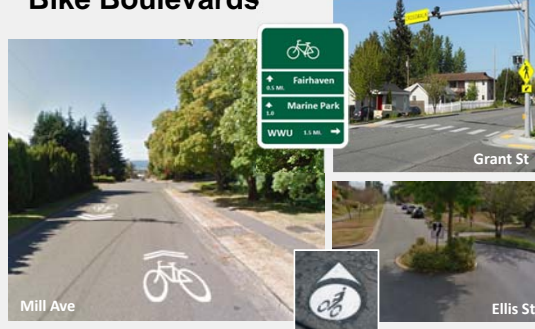 Bike Boulevards
Fairhaven
0.5 MI.
Marine Park
1.0
WWU 1.5 MI.
CROSSWALK
Grant St
Mill Ave
Ellis St